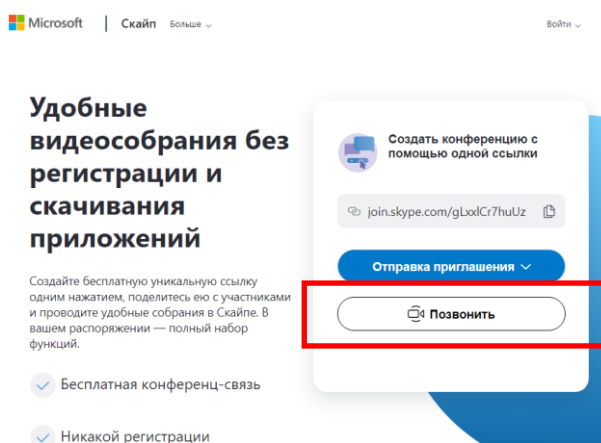 Microsoft
Скайп
Больше
Войти
Удобные
видеособрания без
регистрации и
скачивания
приложений
Создайте бесплатную уникальную ссылку
одним нажатием, поделитесь ею с участниками
и проводите удобные собрания в Скайпе. В
вашем распоряжении — полный набор
функций.
Бесплатная конференц-связь
Никакой регистрации
Создать конференцию с
помощью одной ссылки
join.skype.com/gLxxlCr7huUz
Отправка приглашения
Позвонить